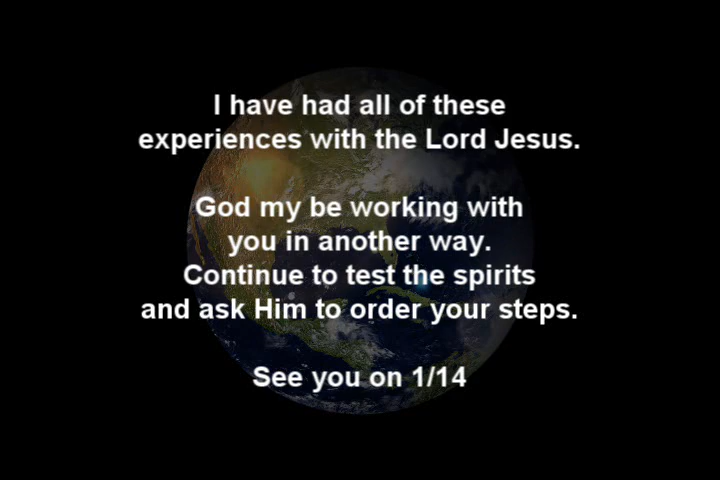 I have had all of these
experiences with the Lord Jesus.
God my be working with
you in another way.
Continue to test the spirits
and ask Him to order your steps.
See you on 1/14